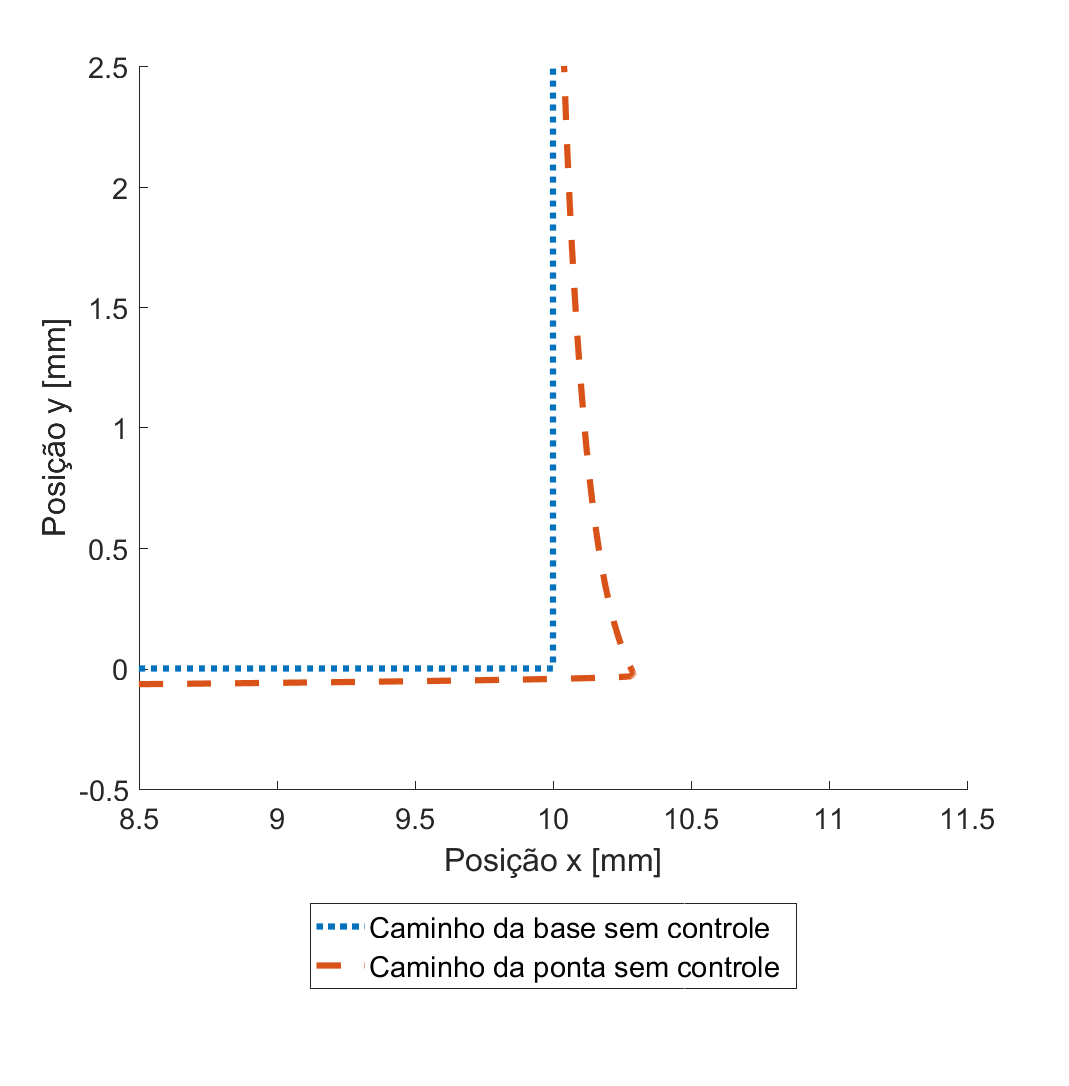 2.5
2
1.5
1
0.5
0
-0.5
Posição y [mm]
8.5 9 9.5 10 10.5 11 11.5
Posição x [mm]
Caminho da base sem controle
Caminho da ponta sem controle